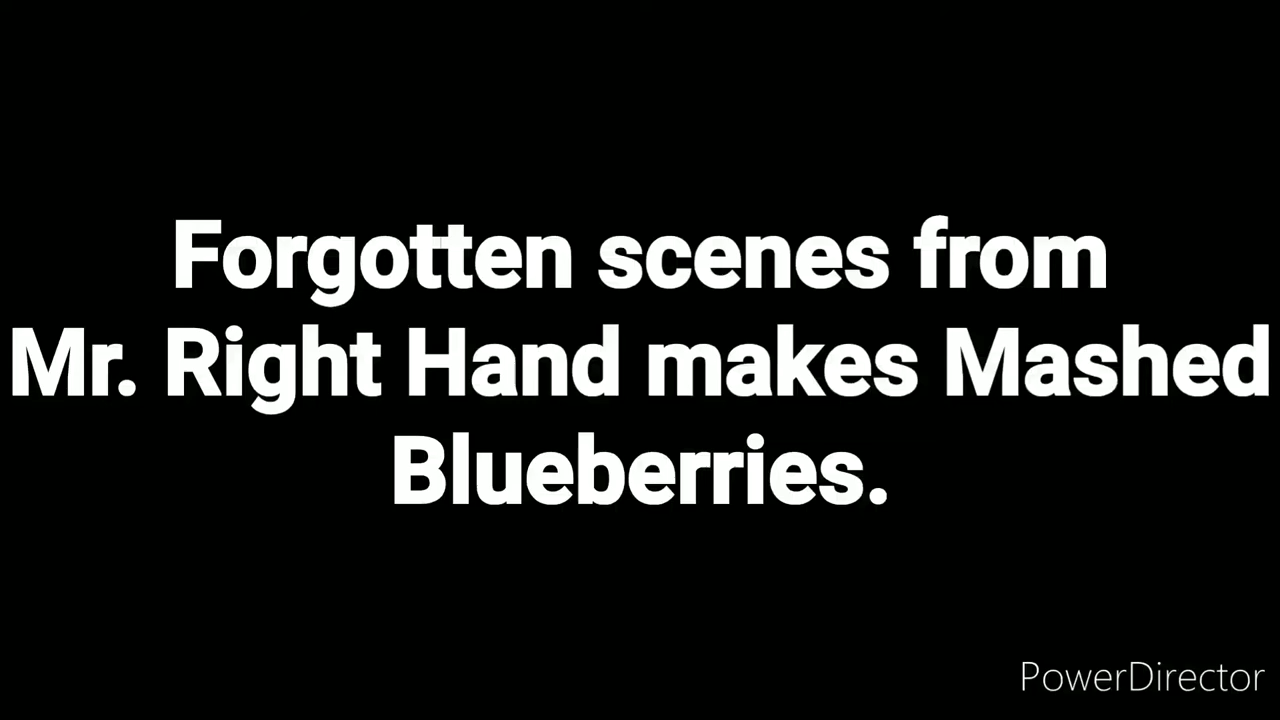 Forgotten scenes from
Mr. Right Hand makes Mashed
Blueberries.
PowerDirector